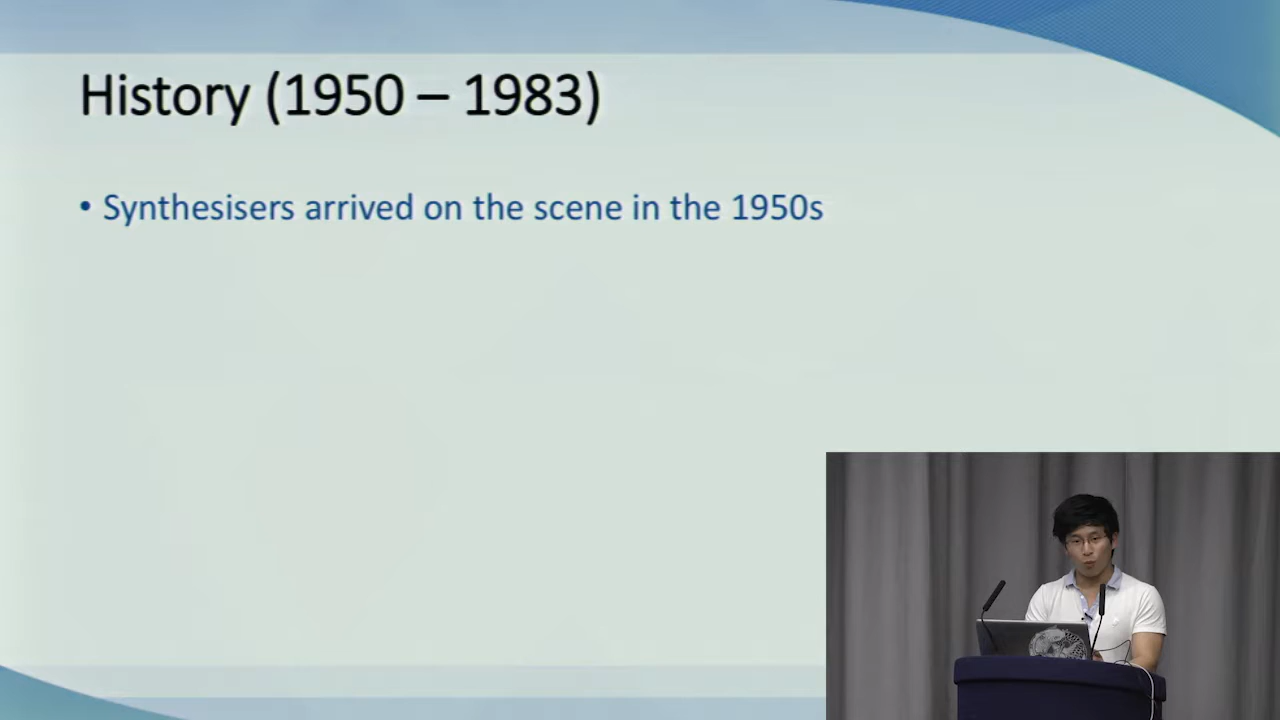 History (1950 – 1983)
• Synthesisers arrived on the scene in the 1950s